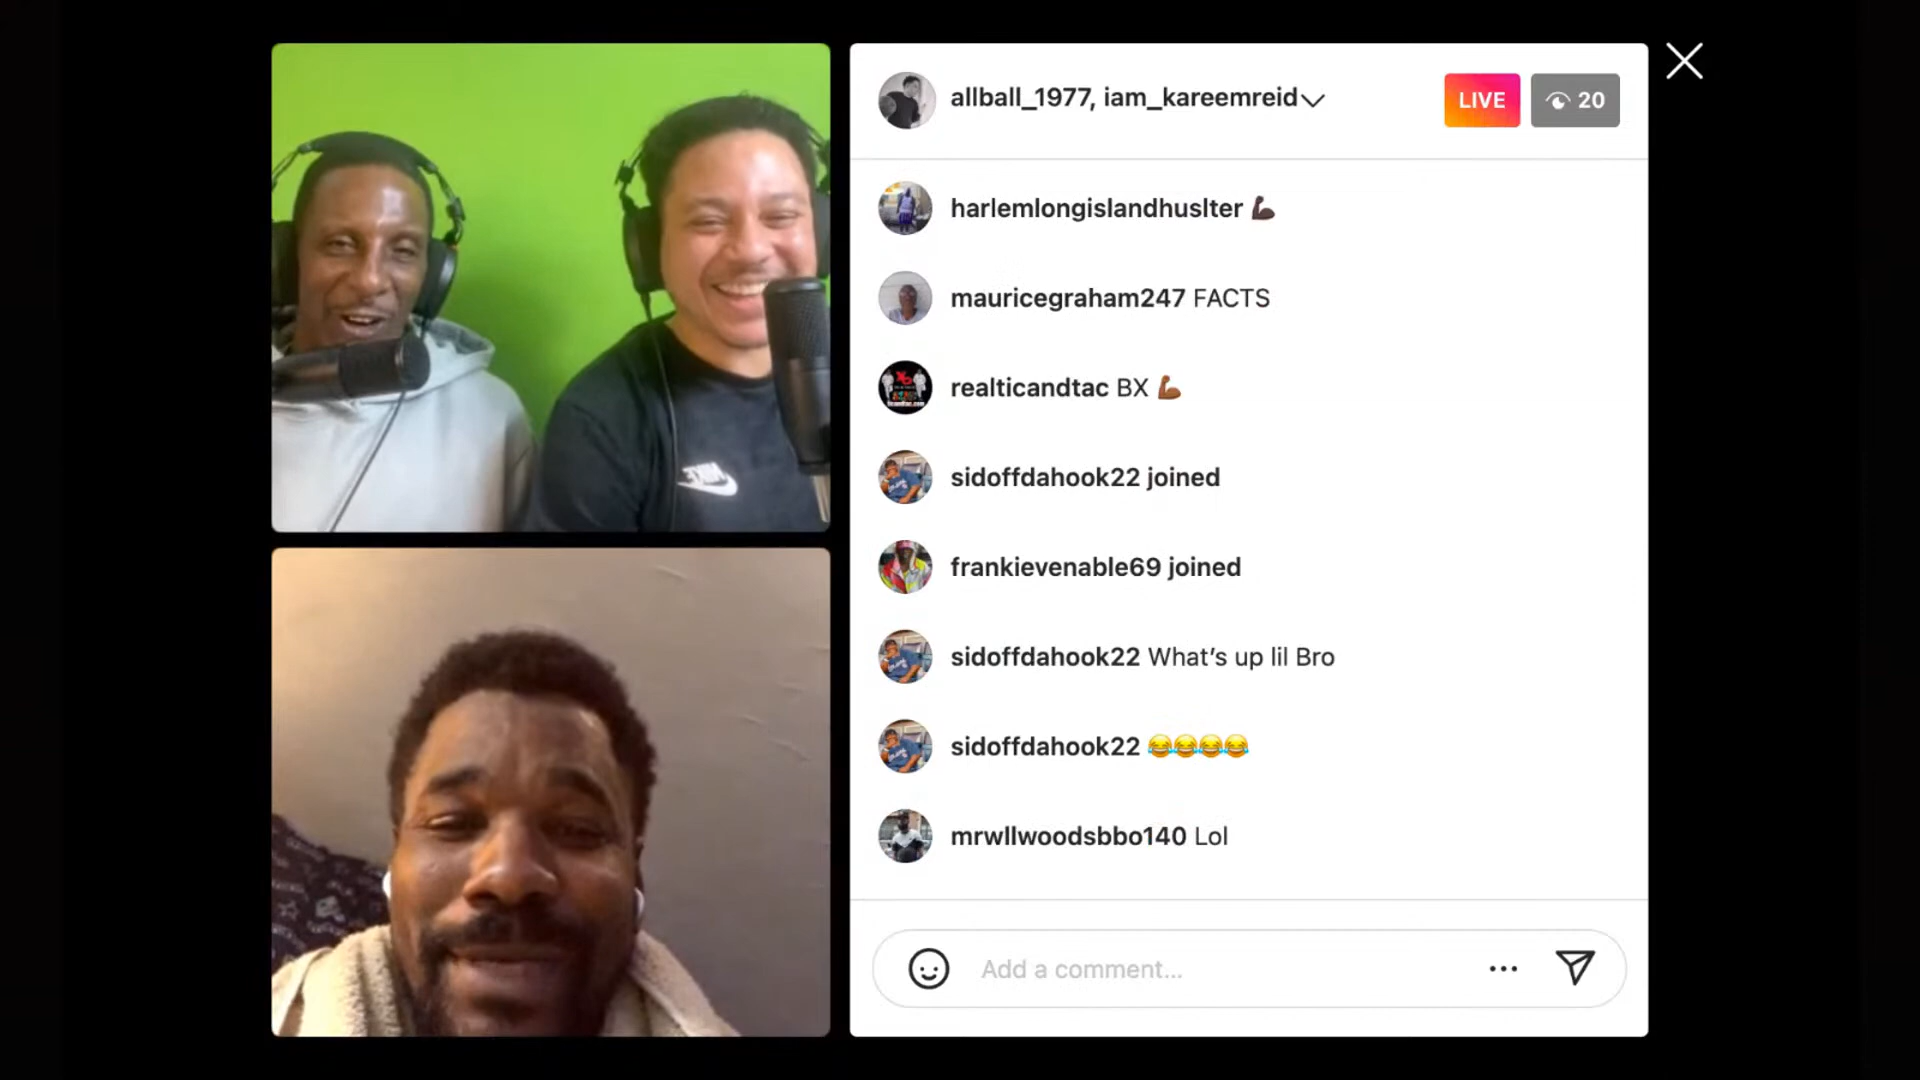 allball_1977, iam_kareemreid
LIVE
20
harlemlongislandhuslter 💪🏿
mauricegraham247 FACTS
realticandtac BX 💪🏾
sidoffdahook22 joined
frankievenable69 joined
sidoffdahook22 What's up lil Bro
sidoffdahook22 😂😂😂😂
mrwllwoodsbbo140 Lol
Add a comment...